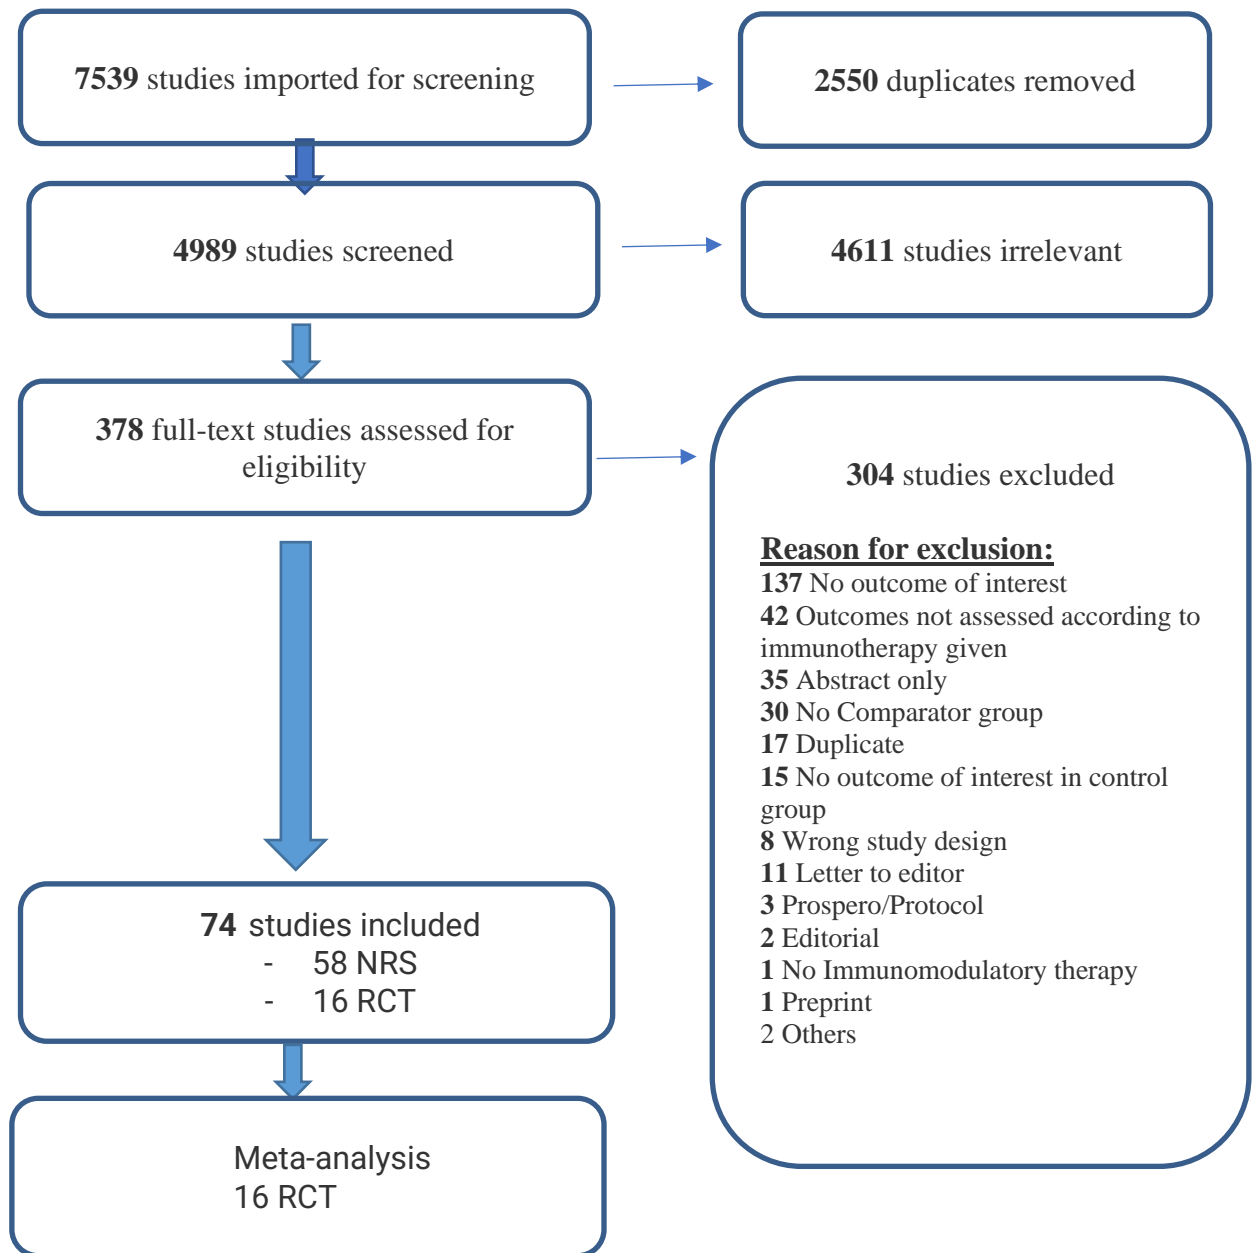 7539 studies imported for screening
2550 duplicates removed
4989 studies screened
4611 studies irrelevant
378 full-text studies assessed for
eligibility
304 studies excluded
Reason for exclusion:
137 No outcome of interest
42 Outcomes not assessed according to
immunotherapy given
35 Abstract only
30 No Comparator group
17 Duplicate
15 No outcome of interest in control
group
8 Wrong study design
11 Letter to editor
3 Prospero/Protocol
2 Editorial
1 No Immunomodulatory therapy
1 Preprint
2 Others
74 studies included
- 58 NRS
- 16 RCT
Meta-analysis
16 RCT